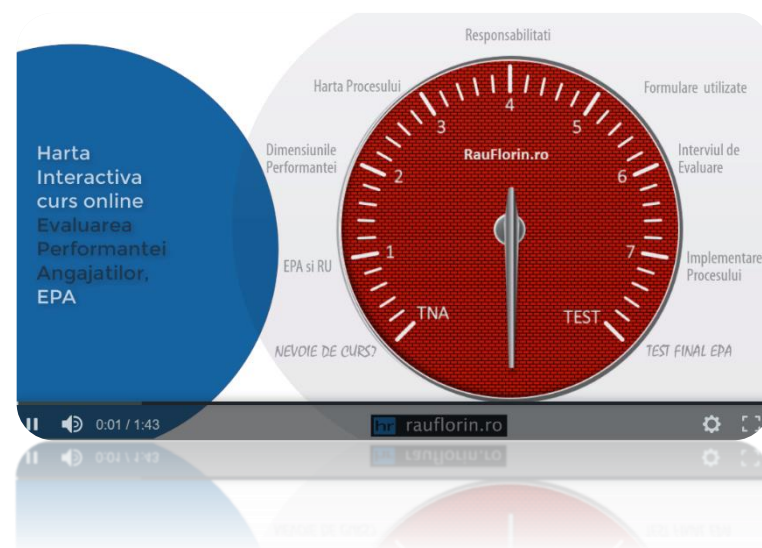 Harta
Interactiva
curs online
Evaluarea
Performantei
Angajatilor,
EPA
Responsabilitati
Harta Procesului
Formulare utilizate
Dimensiunile
Performantei
Interviul de
Evaluare
EPA si RU
Implementare
Procesului
NEVOIE DE CURS?
TEST FINAL EPA
RauFlorin.ro
TNA
1
2
3
4
5
6
7
TEST
0:01 / 1:43
hr rauflorin.ro